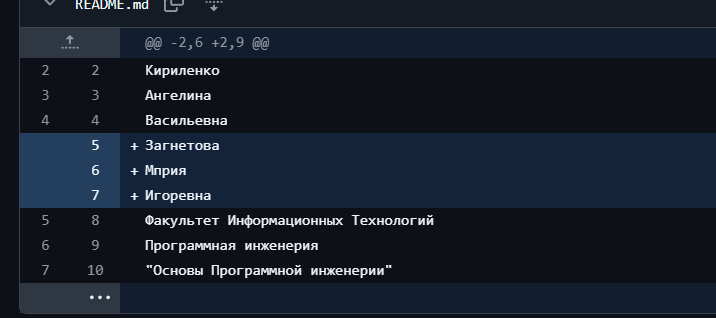 README.md
@@ -2,6 +2,9 @@
2 2 Кириленко
3 3 Ангелина
4 4 Васильевна
5 + Загнетова
6 + Мприя
7 + Игоревна
5 8 Факультет Информационных Технологий
6 9 Программная инженерия
7 10 "Основы Программной инженерии"
...